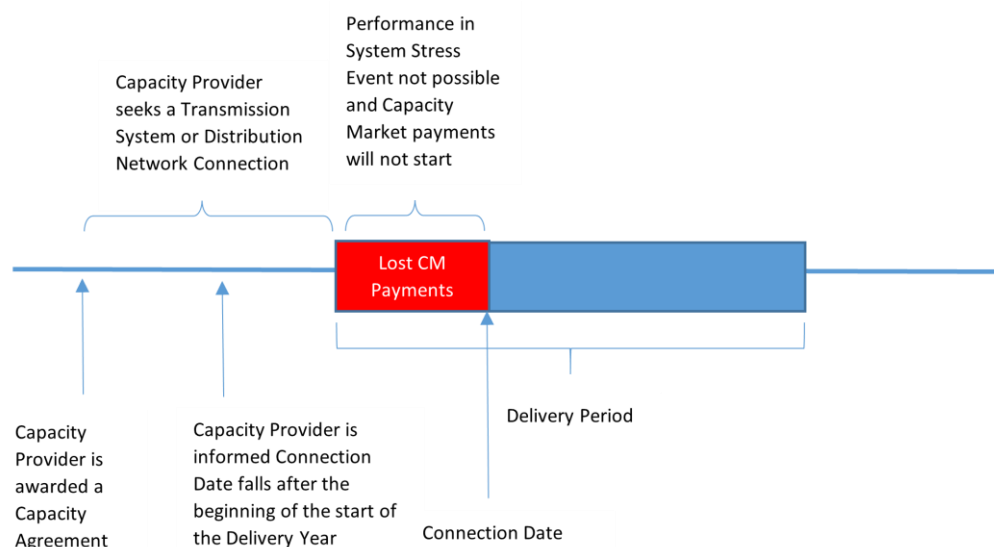 Performance in
System Stress
Event not possible
and Capacity
Market payments
will not start
Capacity Provider
seeks a Transmission
System or Distribution
Network Connection
Lost CM
Payments
Delivery Period
Capacity
Provider is
awarded a
Capacity
Agreement
Capacity Provider is
informed Connection
Date falls after the
beginning of the start of
the Delivery Year
Connection Date